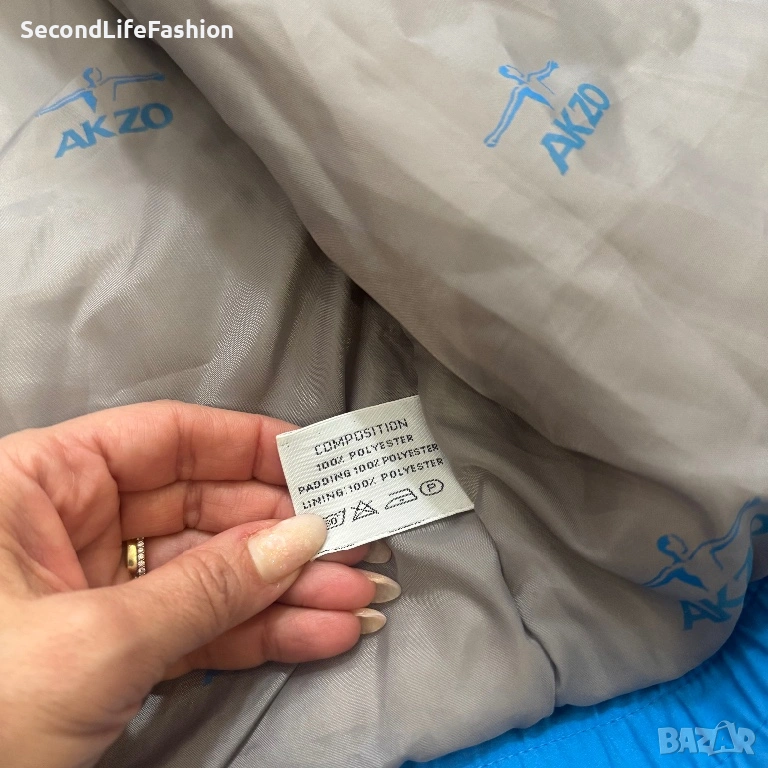 SecondLifeFashion
AKZO
AKZO
COMPOSITION
100% POLYESTER
PADDING 100% POLYESTER
LINING: 100% POLYESTER
P
AKZO
BAZAR